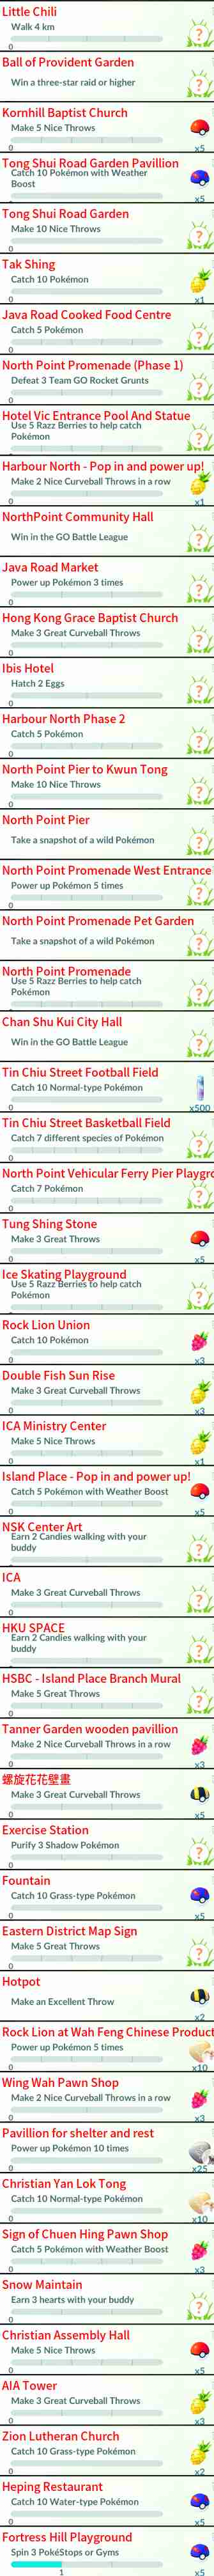 Little Chili
Walk 4 km
0
Ball of Provident Garden
Win a three-star raid or higher
Kornhill Baptist Church
Make 5 Nice Throws
0
x5
Tong Shui Road Garden Pavillion
Catch 10 Pokémon with Weather
Boost
x5
Tong Shui Road Garden
Make 10 Nice Throws
0
Tak Shing
Catch 10 Pokémon
0
x1
Java Road Cooked Food Centre
Catch 5 Pokémon
0
North Point Promenade (Phase 1)
Defeat 3 Team GO Rocket Grunts
0
Hotel Vic Entrance Pool And Statue
Use 5 Razz Berries to help catch
Pokémon
Harbour North - Pop in and power up!
Make 2 Nice Curveball Throws in a row
0
x1
NorthPoint Community Hall
Win in the GO Battle League
Java Road Market
Power up Pokémon 3 times
0
Hong Kong Grace Baptist Church
Make 3 Great Curveball Throws
0
Ibis Hotel
Hatch 2 Eggs
0
Harbour North Phase 2
Catch 5 Pokémon
0
North Point Pier to Kwun Tong
Make 10 Nice Throws
0
North Point Pier
Take a snapshot of a wild Pokémon
North Point Promenade West Entrance
Power up Pokémon 5 times
0
North Point Promenade Pet Garden
Take a snapshot of a wild Pokémon
North Point Promenade
Use 5 Razz Berries to help catch
Pokémon
Chan Shu Kui City Hall
Win in the GO Battle League
Tin Chiu Street Football Field
Catch 10 Normal-type Pokémon
0
x500
Tin Chiu Street Basketball Field
Catch 7 different species of Pokémon
0
North Point Vehicular Ferry Pier Playgro
Catch 7 Pokémon
0
Tung Shing Stone
Make 3 Great Throws
0
x5
Ice Skating Playground
Use 5 Razz Berries to help catch
Pokémon
Rock Lion Union
Catch 10 Pokémon
0
x3
Double Fish Sun Rise
Make 3 Great Curveball Throws
0
x3
ICA Ministry Center
Make 5 Nice Throws
0
x1
Island Place - Pop in and power up!
Catch 5 Pokémon with Weather Boost
0
x5
NSK Center Art
Earn 2 Candies walking with your
buddy
ICA
Make 3 Great Curveball Throws
0
HKU SPACE
Earn 2 Candies walking with your
buddy
HSBC - Island Place Branch Mural
Make 5 Great Throws
0
Tanner Garden wooden pavillion
Make 2 Nice Curveball Throws in a row
0
x3
螺旋花花壁畫
Make 3 Great Curveball Throws
0
x5
Exercise Station
Purify 3 Shadow Pokémon
0
Fountain
Catch 10 Grass-type Pokémon
0
x5
Eastern District Map Sign
Make 5 Great Throws
0
Hotpot
Make an Excellent Throw
x2
Rock Lion at Wah Feng Chinese Product
Power up Pokémon 5 times
0
x10
Wing Wah Pawn Shop
Make 2 Nice Curveball Throws in a row
0
x3
Pavillion for shelter and rest
Power up Pokémon 10 times
0
x25
Christian Yan Lok Tong
Catch 10 Normal-type Pokémon
0
x10
Sign of Chuen Hing Pawn Shop
Catch 5 Pokémon with Weather Boost
0
x3
Snow Maintain
Earn 3 hearts with your buddy
0
Christian Assembly Hall
Make 5 Nice Throws
0
x5
AIA Tower
Make 3 Great Curveball Throws
0
x3
Zion Lutheran Church
Catch 10 Grass-type Pokémon
0
x2
Heping Restaurant
Catch 10 Water-type Pokémon
0
x5
Fortress Hill Playground
Spin 3 PokéStops or Gyms
1
x5